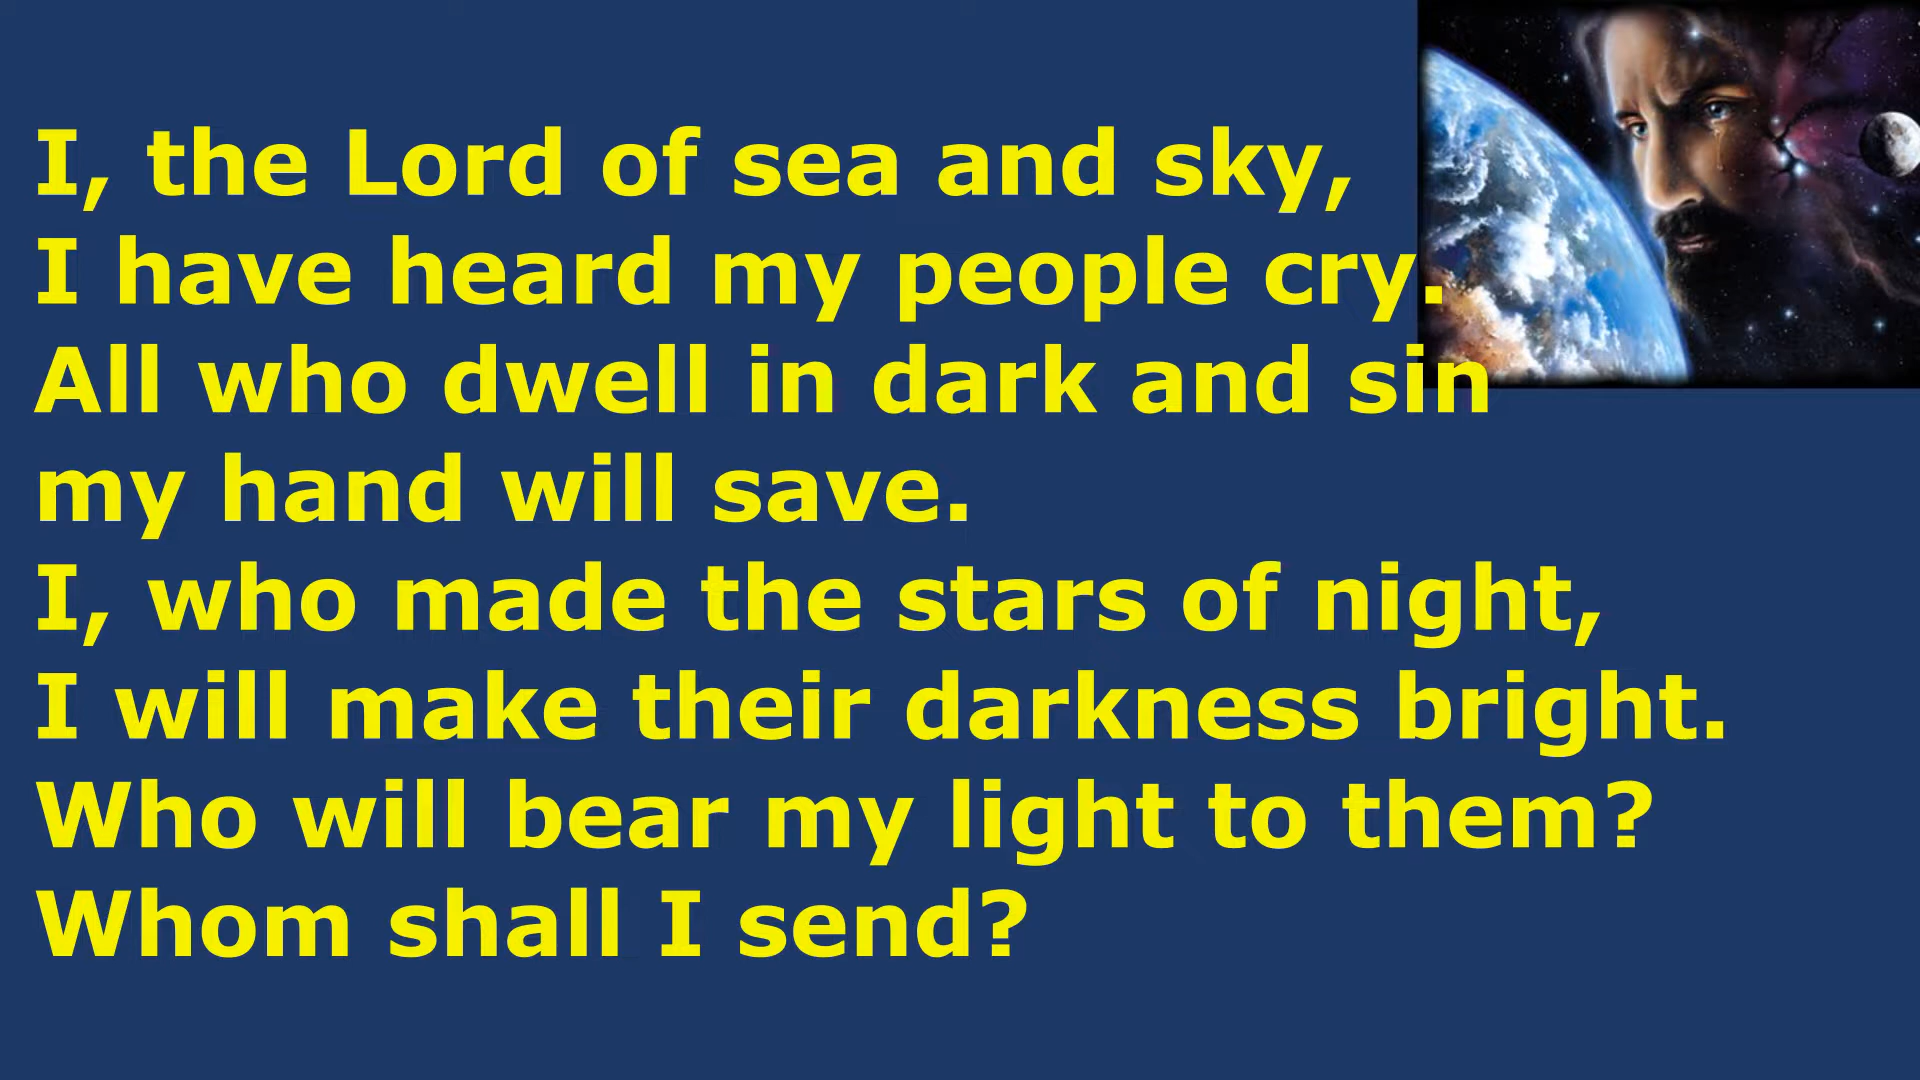 I, the Lord of sea and sky,
I have heard my people cry.
All who dwell in dark and sin
my hand will save.
I, who made the stars of night,
I will make their darkness bright.
Who will bear my light to them?
Whom shall I send?